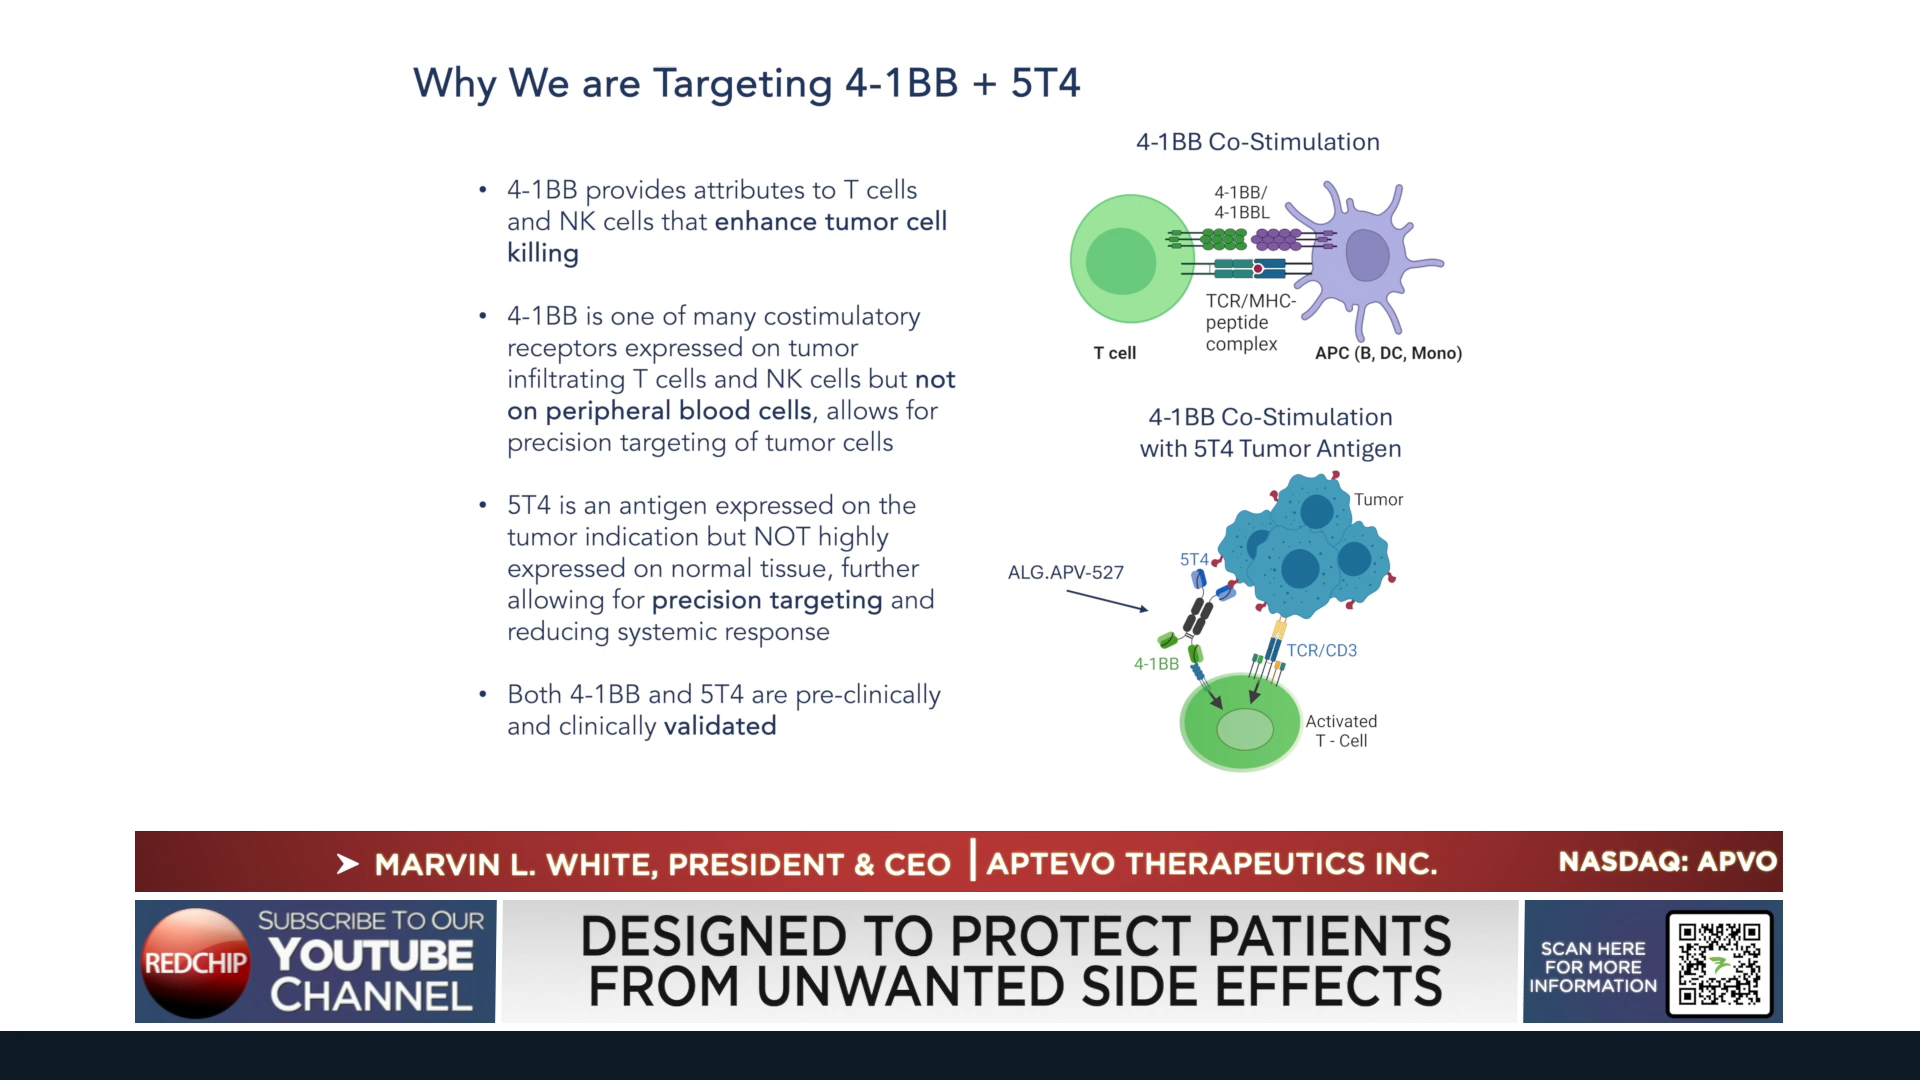 Why We are Targeting 4-1BB + 5T4
• 4-1BB provides attributes to T cells
and NK cells that enhance tumor cell
killing
• 4-1BB is one of many costimulatory
receptors expressed on tumor
infiltrating T cells and NK cells but not
on peripheral blood cells, allows for
precision targeting of tumor cells
• 5T4 is an antigen expressed on the
tumor indication but NOT highly
expressed on normal tissue, further
allowing for precision targeting and
reducing systemic response
• Both 4-1BB and 5T4 are pre-clinically
and clinically validated
4-1BB Co-Stimulation
4-1BB/
4-1BBL
TCR/MHC-
peptide
complex
T cell
APC (B, DC, Mono)
4-1BB Co-Stimulation
with 5T4 Tumor Antigen
Tumor
5T4
ALG.APV-527
4-1BB
TCR/CD3
Activated
T - Cell
MARVIN L. WHITE, PRESIDENT & CEO | APTEVO THERAPEUTICS INC.
NASDAQ: APVO
REDCHIP
SUBSCRIBE TO OUR
YOUTUBE
CHANNEL
DESIGNED TO PROTECT PATIENTS
FROM UNWANTED SIDE EFFECTS
SCAN HERE
FOR MORE
INFORMATION